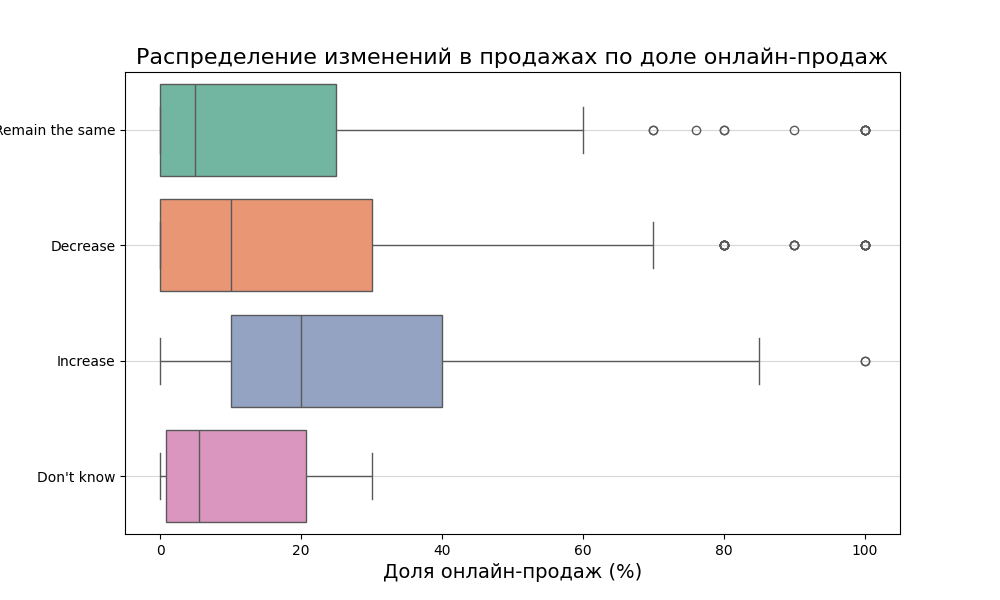 Распределение изменений в продажах по доле онлайн-продаж
Remain the same
Decrease
Increase
Don't know
0 20 40 60 80 100
Доля онлайн-продаж (%)